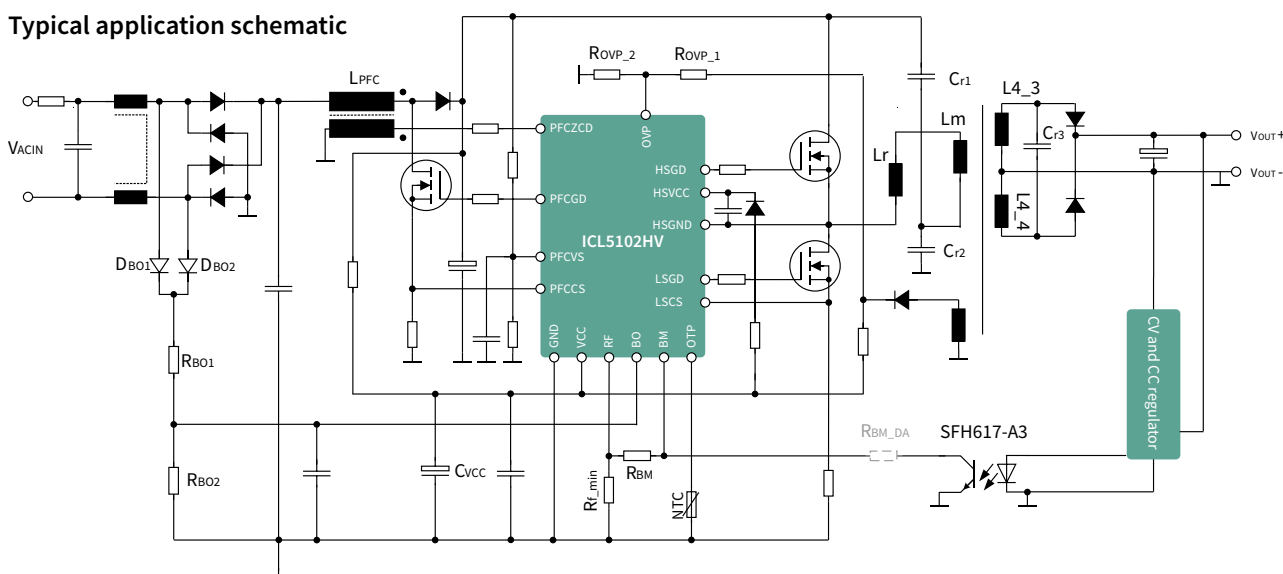 Typical application schematic
ROVP_2
ROVP_1
LPFC
Cr1
L4_3
Lm
Cr3
VOUT+
VACIN
PFCZCD
OVP
Lr
HSGD
VOUT-
HSVCC
PFCGD
L4_4
HSGND
ICL5102HV
Cr2
DBO1
DBO2
PFCVS
LSGD
PFCCS
LSCS
GND
VCC
RF
BO
BM
OTP
CV and CC regulator
RBO1
RBM_DA
SFH617-A3
RBO2
CVCC
Rf_min
RBM
NTC